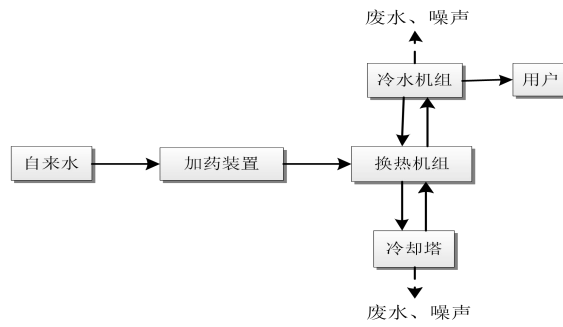 废水、噪声
冷水机组
用户
自来水
加药装置
换热机组
冷却塔
废水、噪声